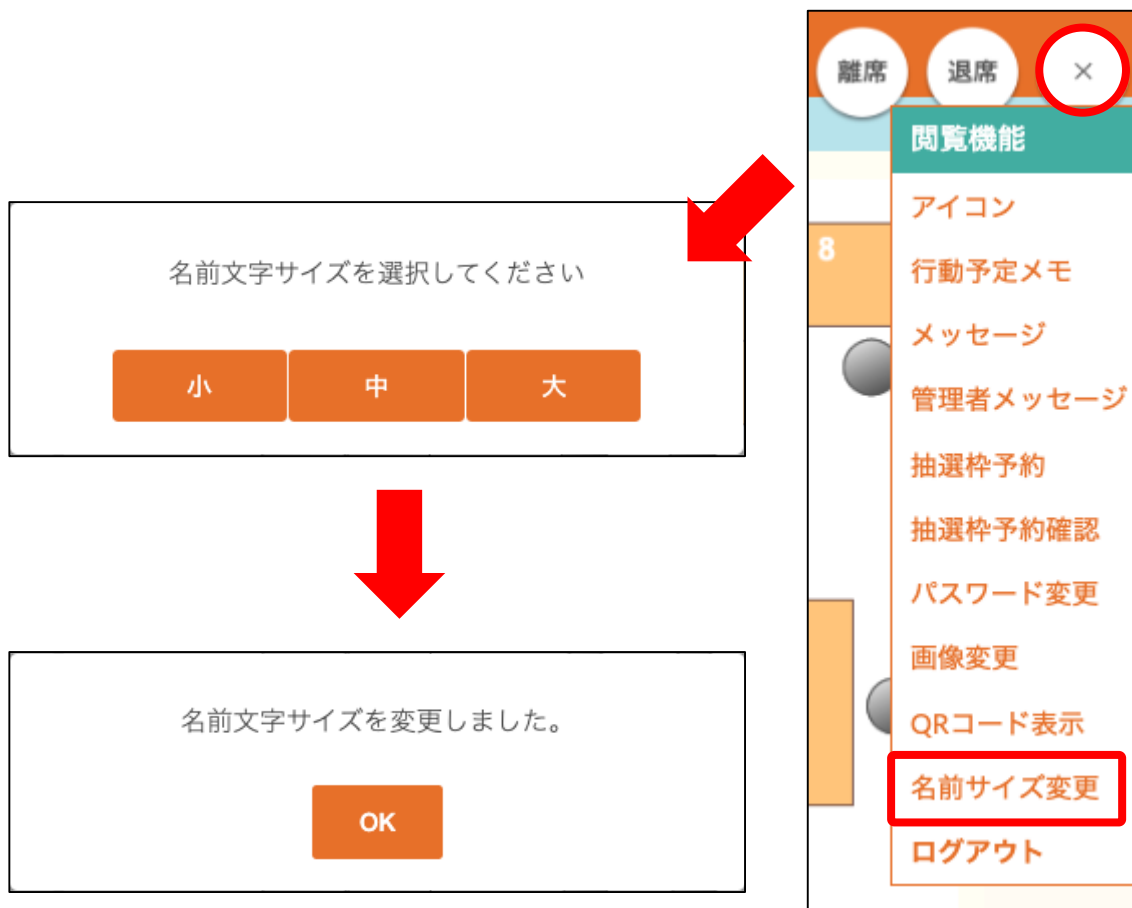 離席 退席 ×
閲覧機能
アイコン
8
行動予定メモ
メッセージ
管理者メッセージ
抽選枠予約
抽選枠予約確認
パスワード変更
画像変更
QRコード表示
名前サイズ変更
ログアウト
名前文字サイズを選択してください
小 中 大
名前文字サイズを変更しました。
OK